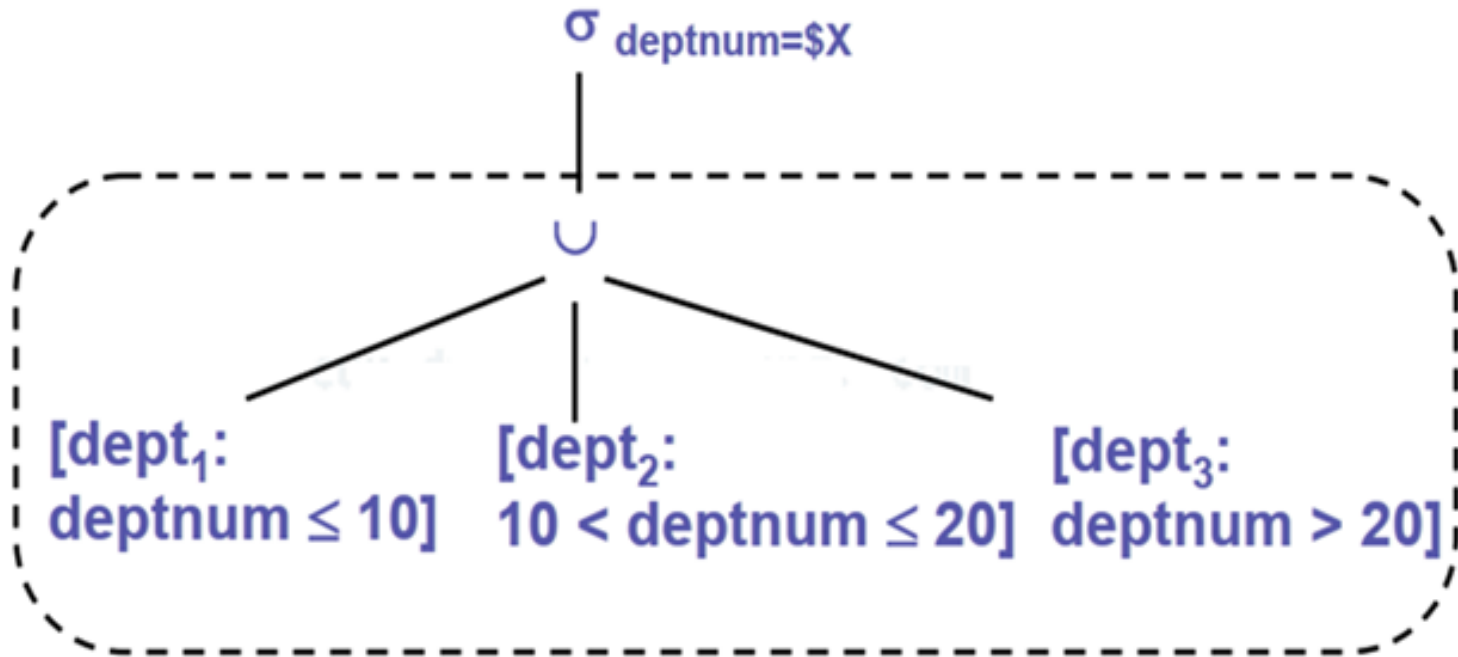 σ deptnum=$X
∪
[dept₁:
deptnum ≤ 10]
[dept₂:
10 < deptnum ≤ 20]
[dept₃:
deptnum > 20]